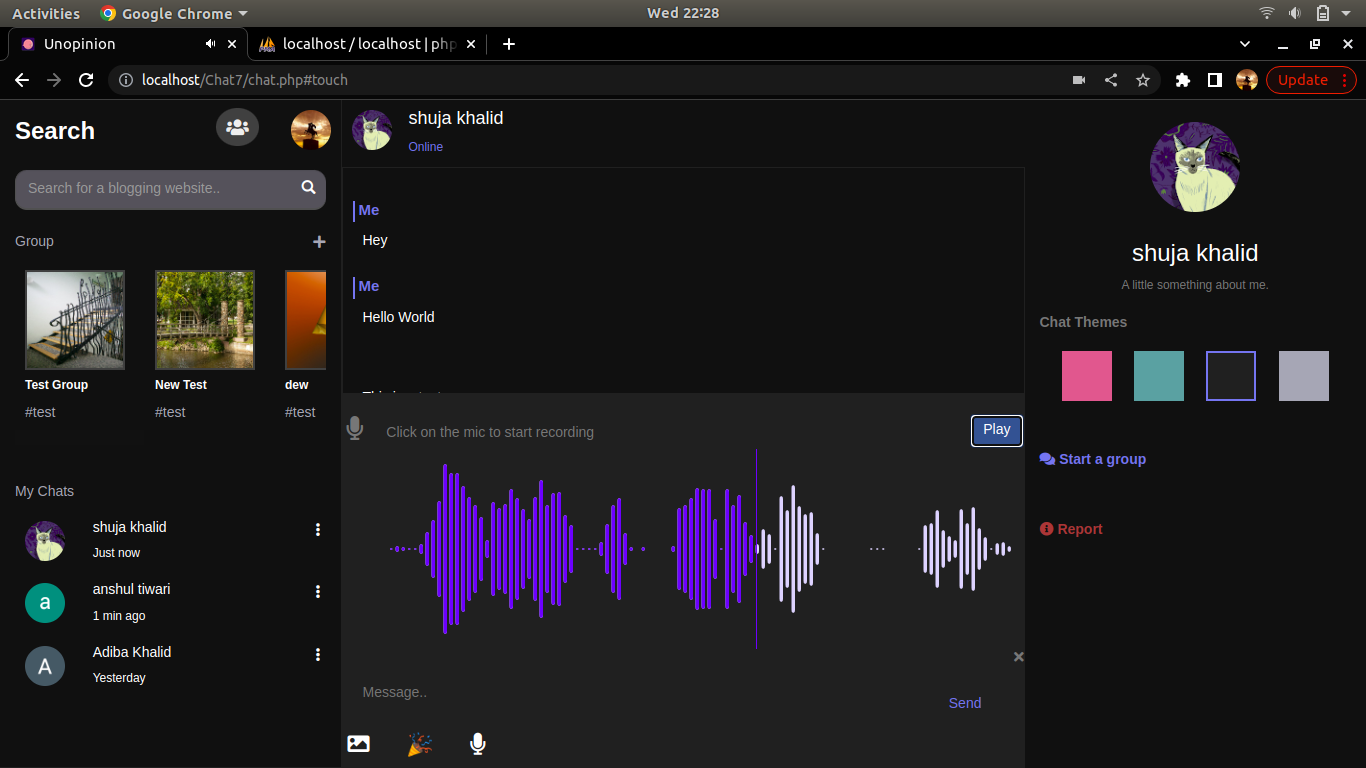 Activities
Google Chrome
Wed 22:28
Unopinion
localhost / localhost | php
localhost/Chat7/chat.php#touch
Update
Search
Search for a blogging website..
Group
Test Group
New Test
dew
#test
#test
#test
My Chats
shuja khalid
Just now
a
anshul tiwari
1 min ago
A
Adiba Khalid
Yesterday
shuja khalid
Online
Me
Hey
Me
Hello World
Click on the mic to start recording
Play
Message..
Send
shuja khalid
A little something about me.
Chat Themes
Start a group
Report